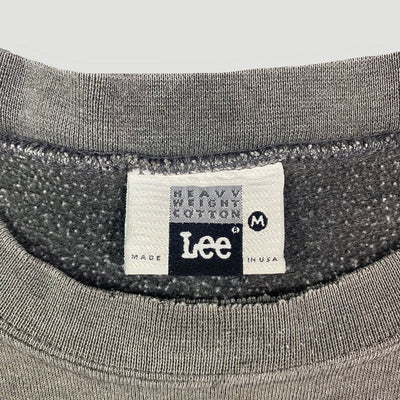 HEAVY
WEIGHT
COTTON
M
Lee®
MADE IN USA